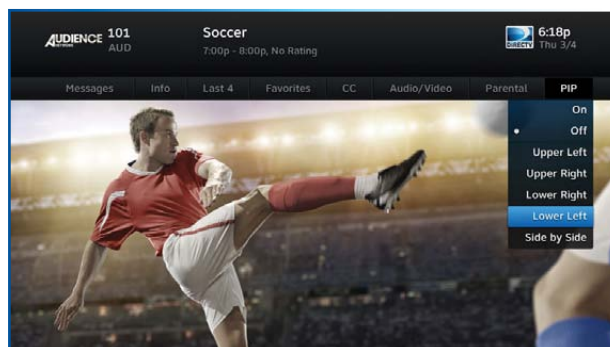 AUDIENCE
NETWORK
101
AUD
Soccer
7:00p - 8:00p, No Rating
DIRECTV
6:18p
Thu 3/4
Messages Info Last 4 Favorites CC Audio/Video Parental PIP
On
Off
Upper Left
Upper Right
Lower Right
Lower Left
Side by Side